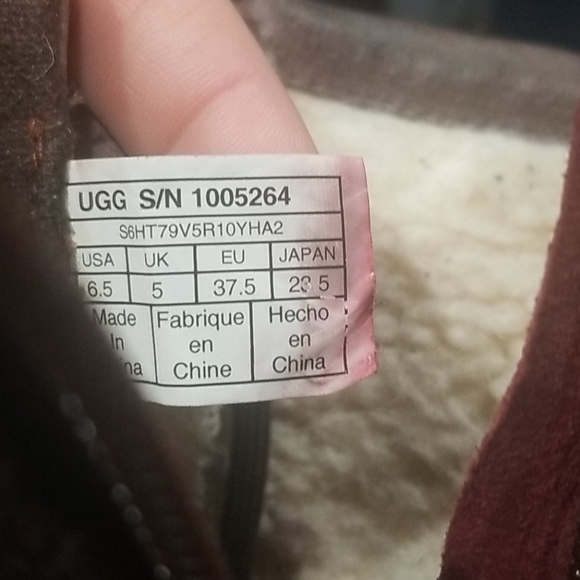 UGG S/N 1005264
S6HT79V5R10YHA2
USA UK EU JAPAN
6.5 5 37.5 23.5
Made Fabrique Hecho
In en en
na Chine China